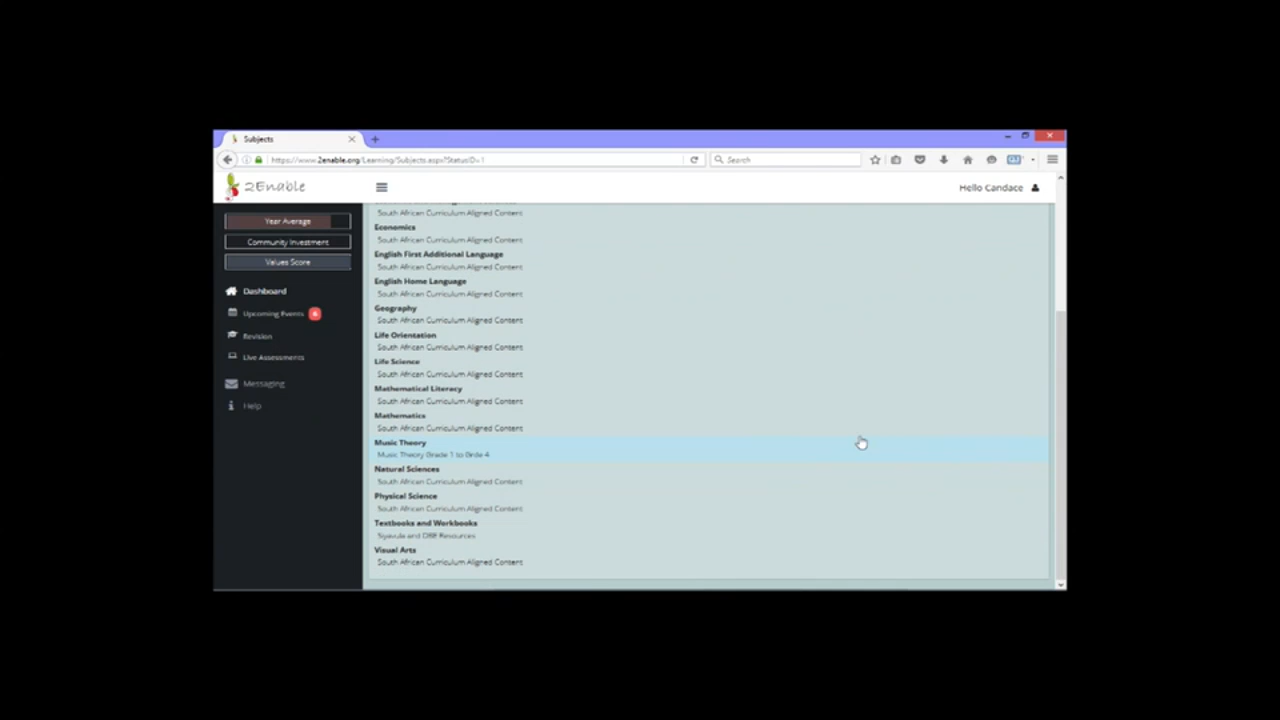 Subjects
https://www.2enable.org/Learning/Subjects.aspx?StatusID=1
Search
2Enable
Hello Candace
Year Average
Community Investment
Values Score
Dashboard
Upcoming Events 6
Revision
Live Assessments
Messaging
Help
South African Curriculum Aligned Content
Economics
South African Curriculum Aligned Content
English First Additional Language
South African Curriculum Aligned Content
English Home Language
South African Curriculum Aligned Content
Geography
South African Curriculum Aligned Content
Life Orientation
South African Curriculum Aligned Content
Life Science
South African Curriculum Aligned Content
Mathematical Literacy
South African Curriculum Aligned Content
Mathematics
South African Curriculum Aligned Content
Music Theory
Music Theory Grade 1 to Grde 4
Natural Sciences
South African Curriculum Aligned Content
Physical Science
South African Curriculum Aligned Content
Textbooks and Workbooks
Siyavula and DBE Resources
Visual Arts
South African Curriculum Aligned Content